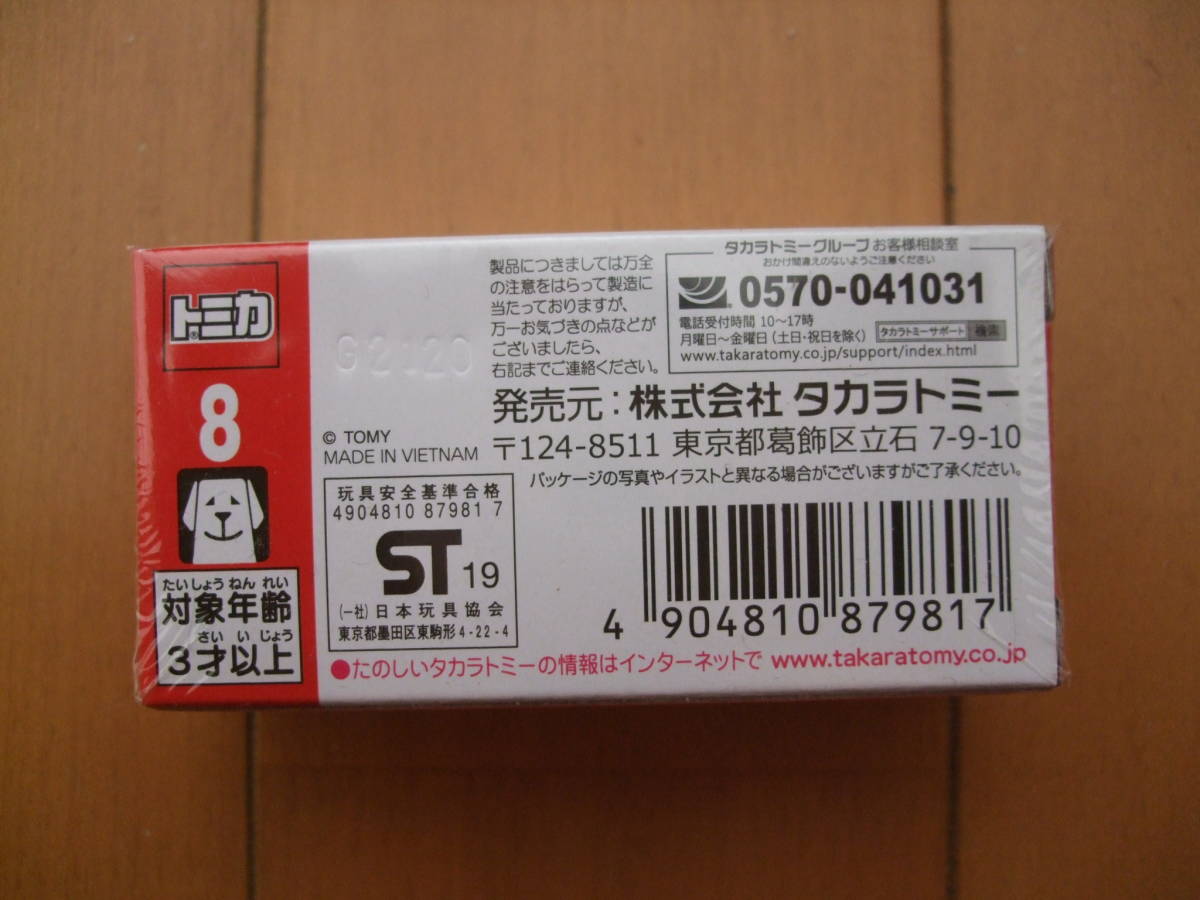 トミカ
8
たいしょうねんれい
対象年齢
さいいじょう
3才以上
G2120
© TOMY
MADE IN VIETNAM
玩具安全基準合格
4904810 87981 7
ST 19
(一社)日本玩具協会
東京都墨田区東駒形4-22-4
製品につきましては万全
の注意をはらって製造に
当たっておりますが、
万一お気づきの点などが
ございましたら、
右記までご連絡ください。
タカラトミーグループお客様相談室
おかけ間違えのないようご注意ください
0570-041031
電話受付時間 10〜17時
月曜日〜金曜日(土日・祝日を除く) タカラトミーサポート 検索
www.takaratomy.co.jp/support/index.html
発売元:株式会社 タカラトミー
〒124-8511 東京都葛飾区立石 7-9-10
パッケージの写真やイラストと異なる場合がございますがご了承ください。
4 904810 879817
●たのしいタカラトミーの情報はインターネットで www.takaratomy.co.jp